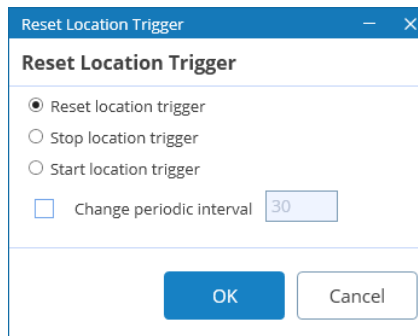 Reset Location Trigger
Reset Location Trigger
Reset location trigger
Stop location trigger
Start location trigger
Change periodic interval 30
OK Cancel